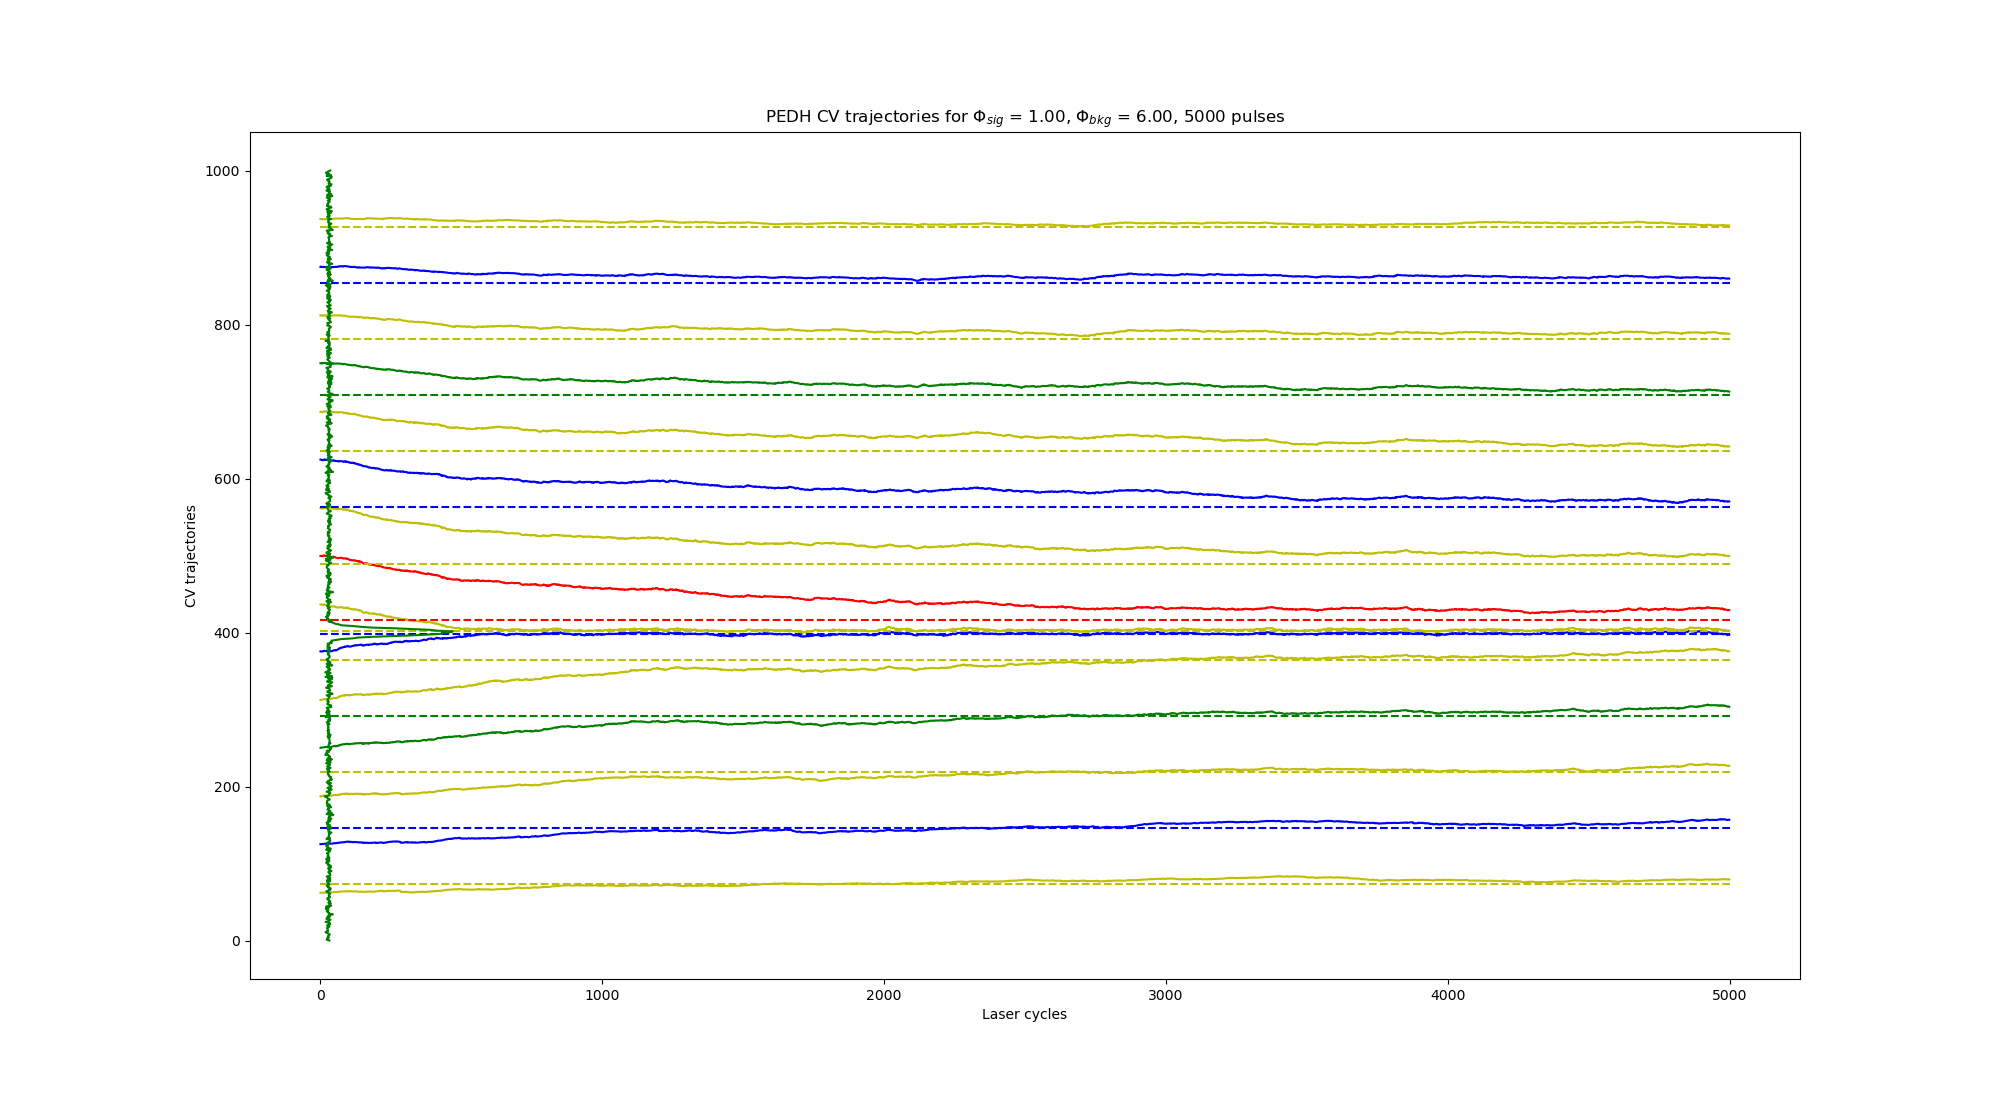 PEDH CV trajectories for Φsig = 1.00, Φbkg = 6.00, 5000 pulses
CV trajectories
1000
800
600
400
200
0
0 1000 2000 3000 4000 5000
Laser cycles